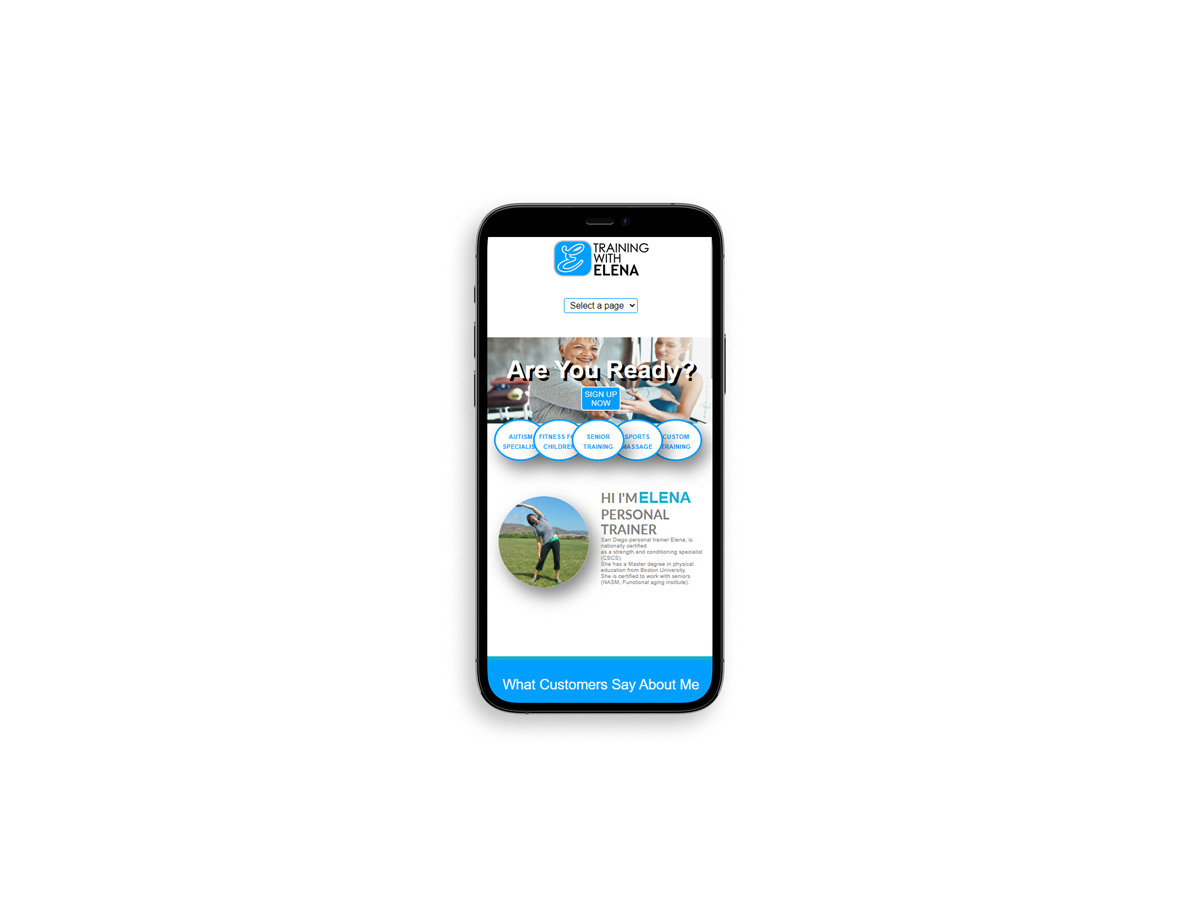 TRAINING
WITH
ELENA
Select a page
Are You Ready?
SIGN UP
NOW
AUTISM
SPECIALIS
FITNESS FO
CHILDREN
SENIOR
TRAINING
SPORTS
MASSAGE
CUSTOM
TRAINING
HI I'M ELENA
PERSONAL
TRAINER
San Diego personal trainer Elena, is
nationally certified
as a strength and conditioning specialist
(CSCS).
She has a Master degree in physical
education from Boston University.
She is certified to work with seniors
(NASM, Functional aging institute).
What Customers Say About Me